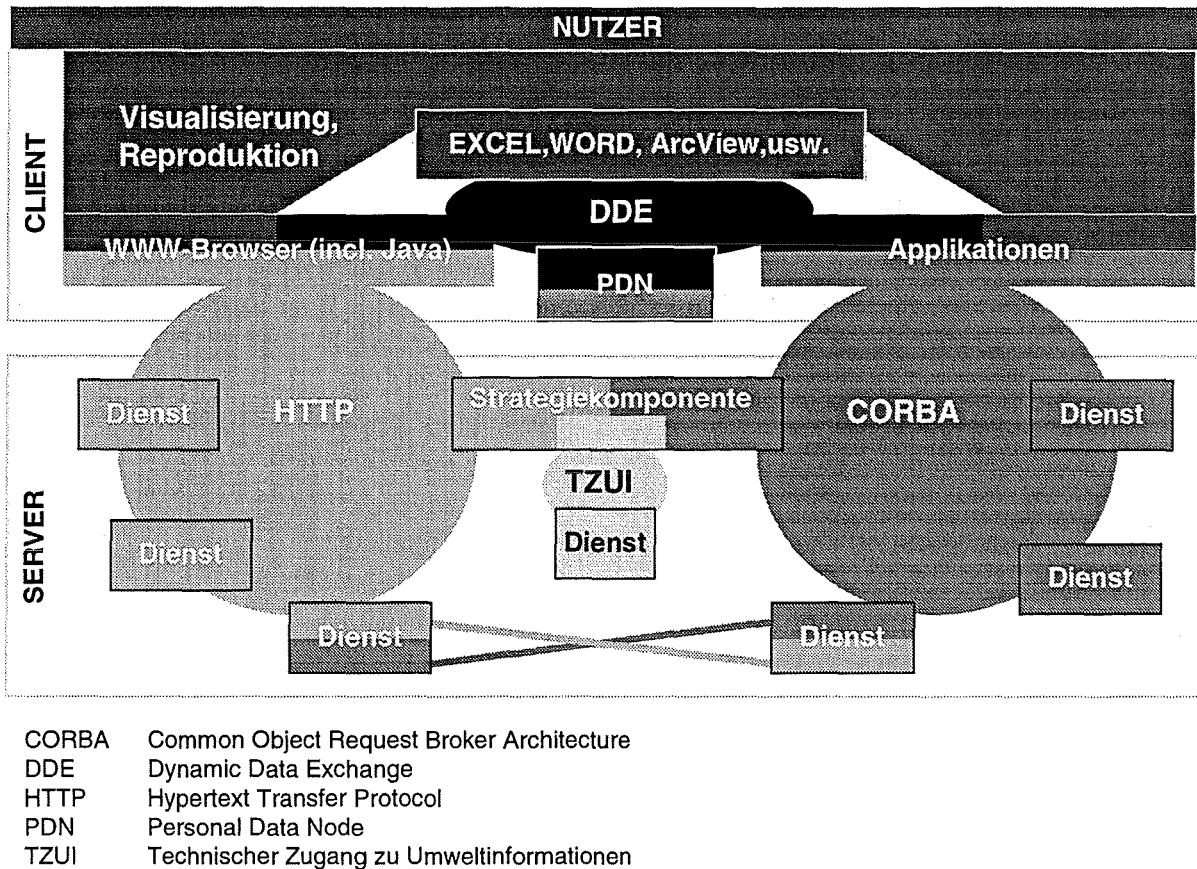 NUTZER
CLIENT
Visualisierung,
Reproduktion
EXCEL,WORD, ArcView,usw.
DDE
WWW-Browser (incl. Java)
Applikationen
PDN
SERVER
Dienst
HTTP
Strategiekomponente
CORBA
Dienst
TZUI
Dienst
Dienst
Dienst
Dienst
Dienst
CORBA Common Object Request Broker Architecture
DDE Dynamic Data Exchange
HTTP Hypertext Transfer Protocol
PDN Personal Data Node
TZUI Technischer Zugang zu Umweltinformationen